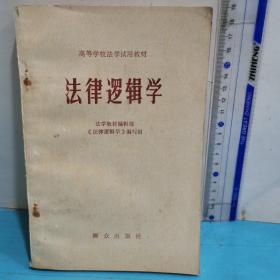 高等学校法学试用教材
法律逻辑学
法学教材编辑部
《法律逻辑学》编写组
群众出版社